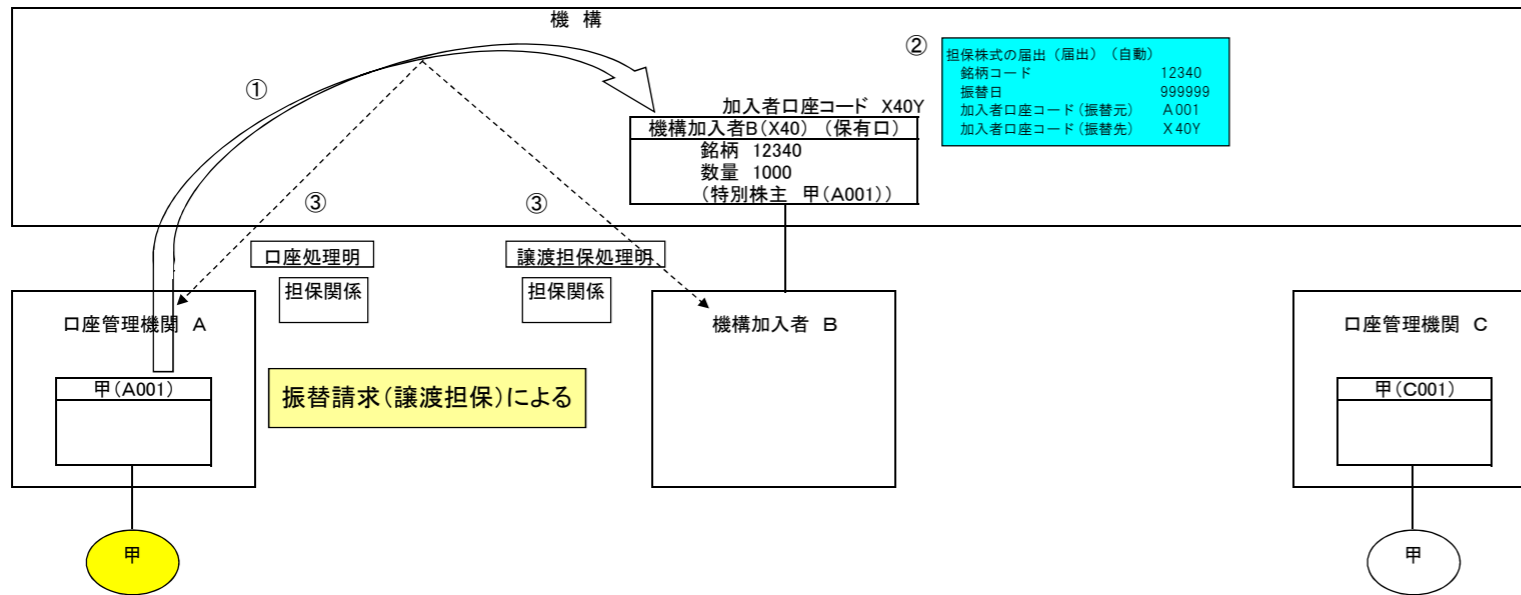 機 構
①
②
担保株式の届出（届出）（自動）
銘柄コード 12340
振替日 999999
加入者口座コード（振替元） A001
加入者口座コード（振替先） X40Y
加入者口座コード X40Y
機構加入者B（X40）（保有口）
銘柄 12340
数量 1000
（特別株主 甲（A001））
③
③
口座処理明
担保関係
譲渡担保処理明
担保関係
口座管理機関 A
甲（A001）
振替請求（譲渡担保）による
機構加入者 B
口座管理機関 C
甲（C001）
甲
甲